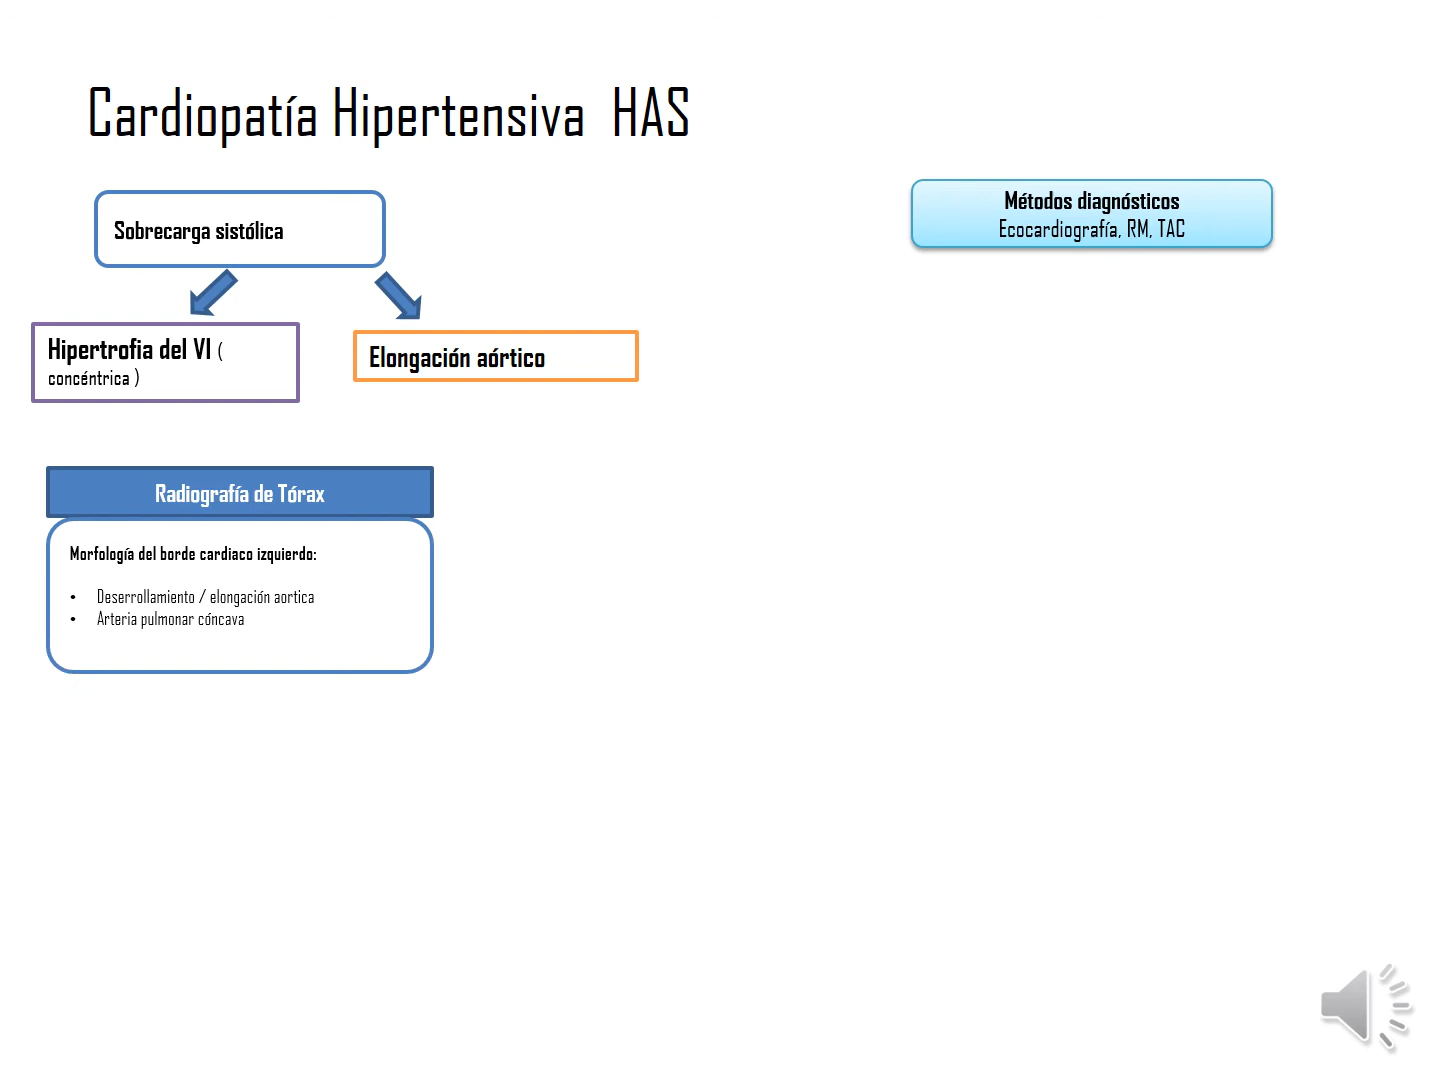 Cardiopatía Hipertensiva  HAS
Sobrecarga sistólica
Métodos diagnósticos
Ecocardiografía, RM, TAC
Hipertrofia del VI (
concéntrica )
Elongación aórtico
Radiografía de Tórax
Morfología del borde cardiaco izquierdo:
• Deserrollamiento / elongación aortica
• Arteria pulmonar cóncava